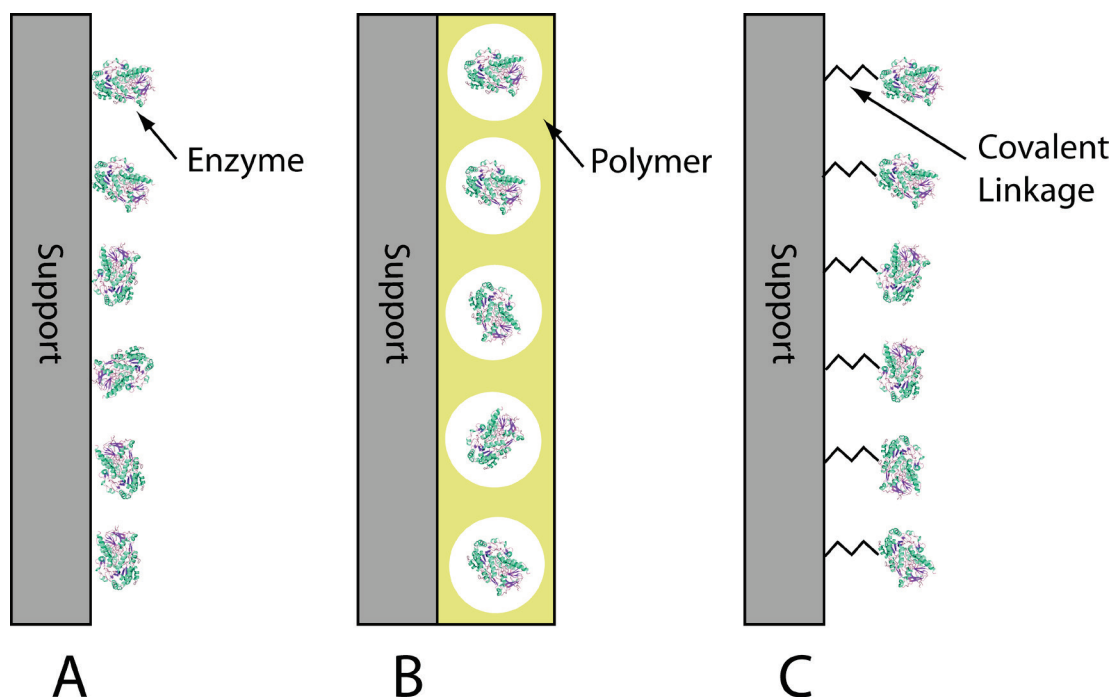 Support
Enzyme
A
Support
Polymer
B
Support
Covalent
Linkage
C